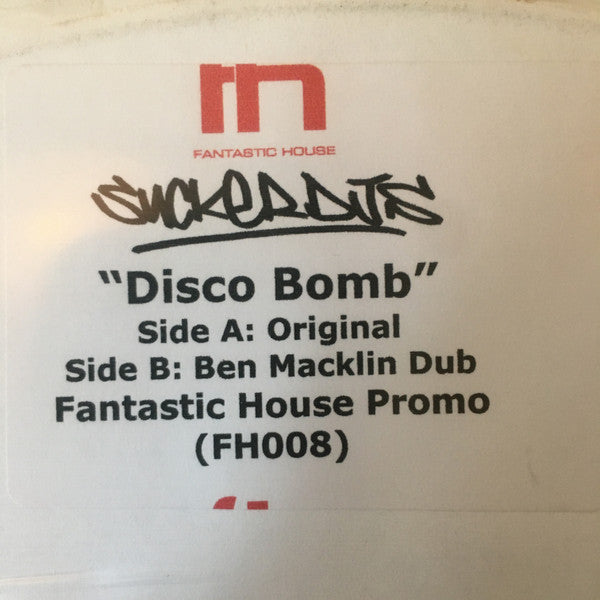 FANTASTIC HOUSE
SUCKERDJS
“Disco Bomb”
Side A: Original
Side B: Ben Macklin Dub
Fantastic House Promo
(FH008)